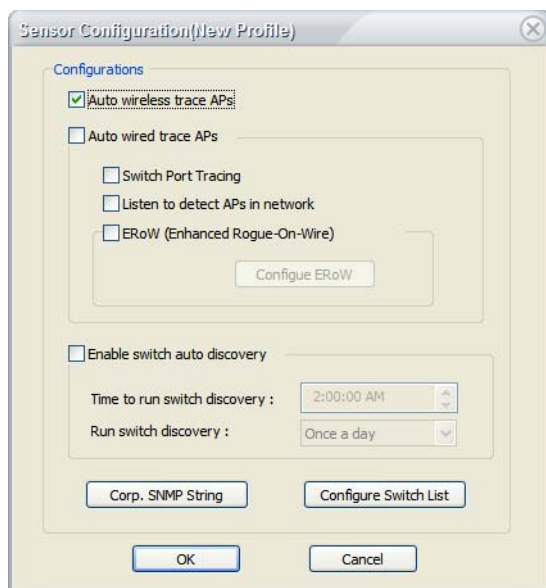 Sensor Configuration(New Profile)
Configurations
Auto wireless trace APs
Auto wired trace APs
Switch Port Tracing
Listen to detect APs in network
ERoW (Enhanced Rogue-On-Wire)
Configue ERoW
Enable switch auto discovery
Time to run switch discovery :
2:00:00 AM
Run switch discovery :
Once a day
Corp. SNMP String
Configure Switch List
OK
Cancel